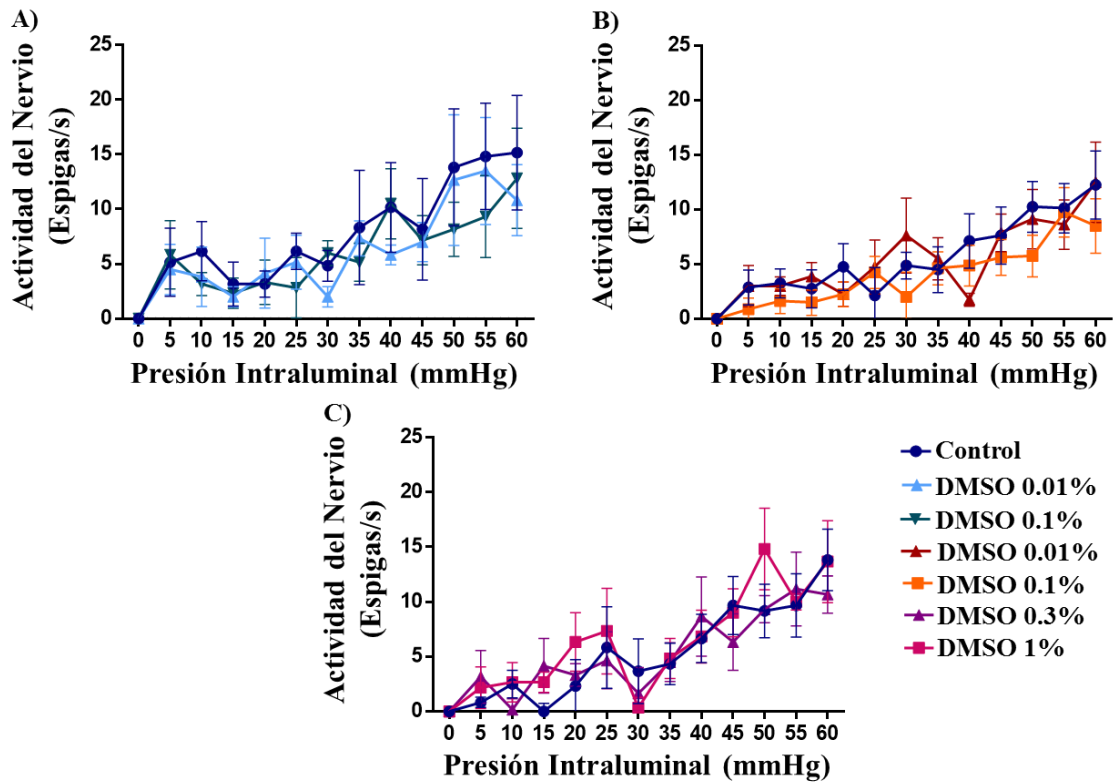 A)
Actividad del Nervio
(Espigas/s)
25
20
15
10
5
0
0 5 10 15 20 25 30 35 40 45 50 55 60
Presión Intraluminal (mmHg)
B)
Actividad del Nervio
(Espigas/s)
25
20
15
10
5
0
0 5 10 15 20 25 30 35 40 45 50 55 60
Presión Intraluminal (mmHg)
C)
Actividad del Nervio
(Espigas/s)
25
20
15
10
5
0
0 5 10 15 20 25 30 35 40 45 50 55 60
Presión Intraluminal (mmHg)
Control
DMSO 0.01%
DMSO 0.1%
DMSO 0.01%
DMSO 0.1%
DMSO 0.3%
DMSO 1%